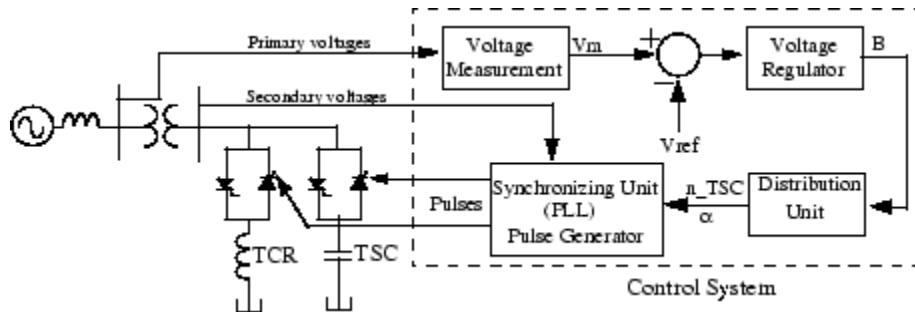 Primary voltages
Voltage
Measurement
Vm
+
−
Voltage
Regulator
B
Secondary voltages
Vref
Synchronizing Unit
(PLL)
Pulse Generator
n_TSC
α
Distribution
Unit
Pulses
TCR
TSC
Control System